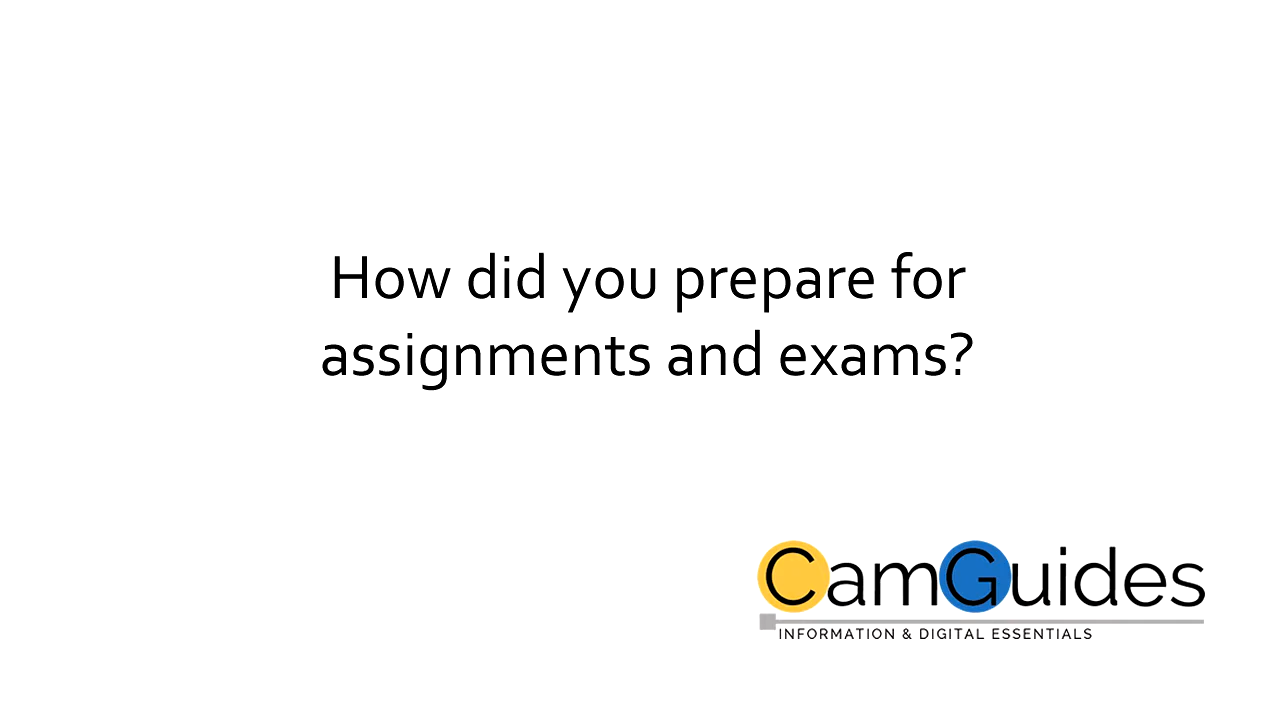 How did you prepare for
assignments and exams?
CamGuides
INFORMATION & DIGITAL ESSENTIALS